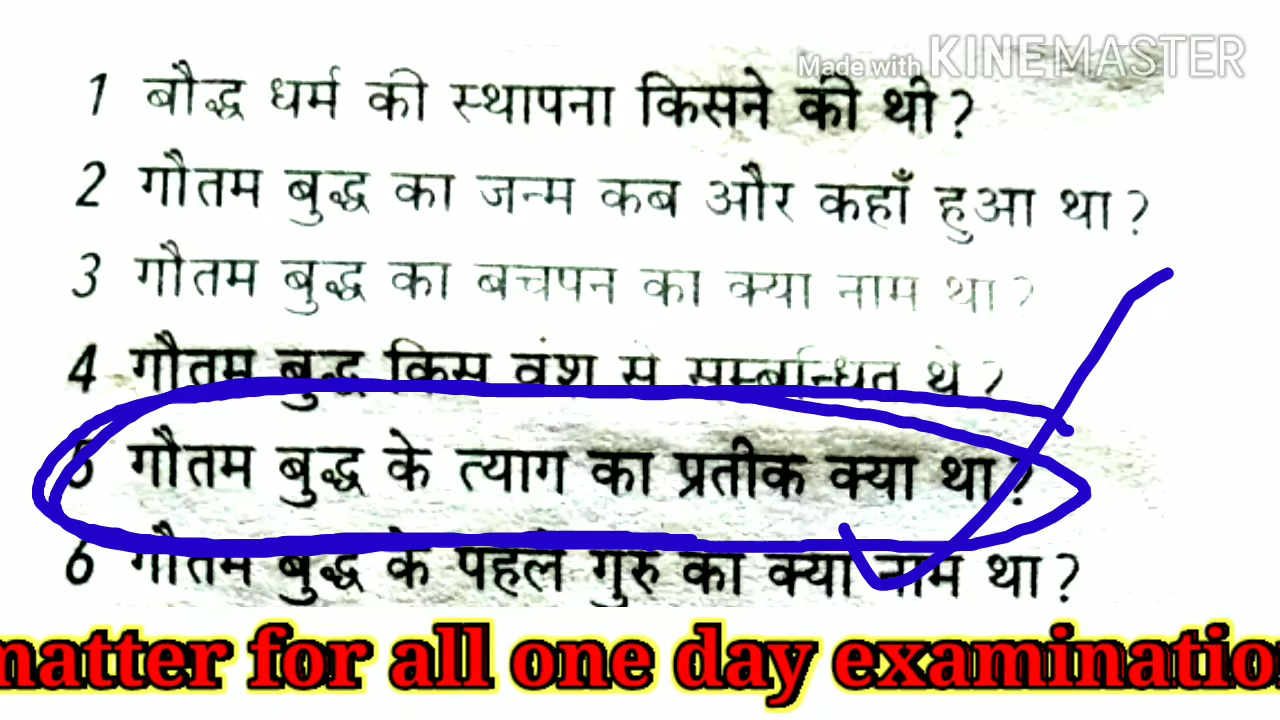 Made with KINEMASTER
1 बौद्ध धर्म की स्थापना किसने की थी?
2 गौतम बुद्ध का जन्म कब और कहाँ हुआ था?
3 गौतम बुद्ध का बचपन का क्या नाम था?
4 गौतम बुद्ध किस वंश से सम्बन्धित थे?
5 गौतम बुद्ध के त्याग का प्रतीक क्या था?
6 गौतम बुद्ध के पहले गुरु का क्या नाम था?
matter for all one day examination